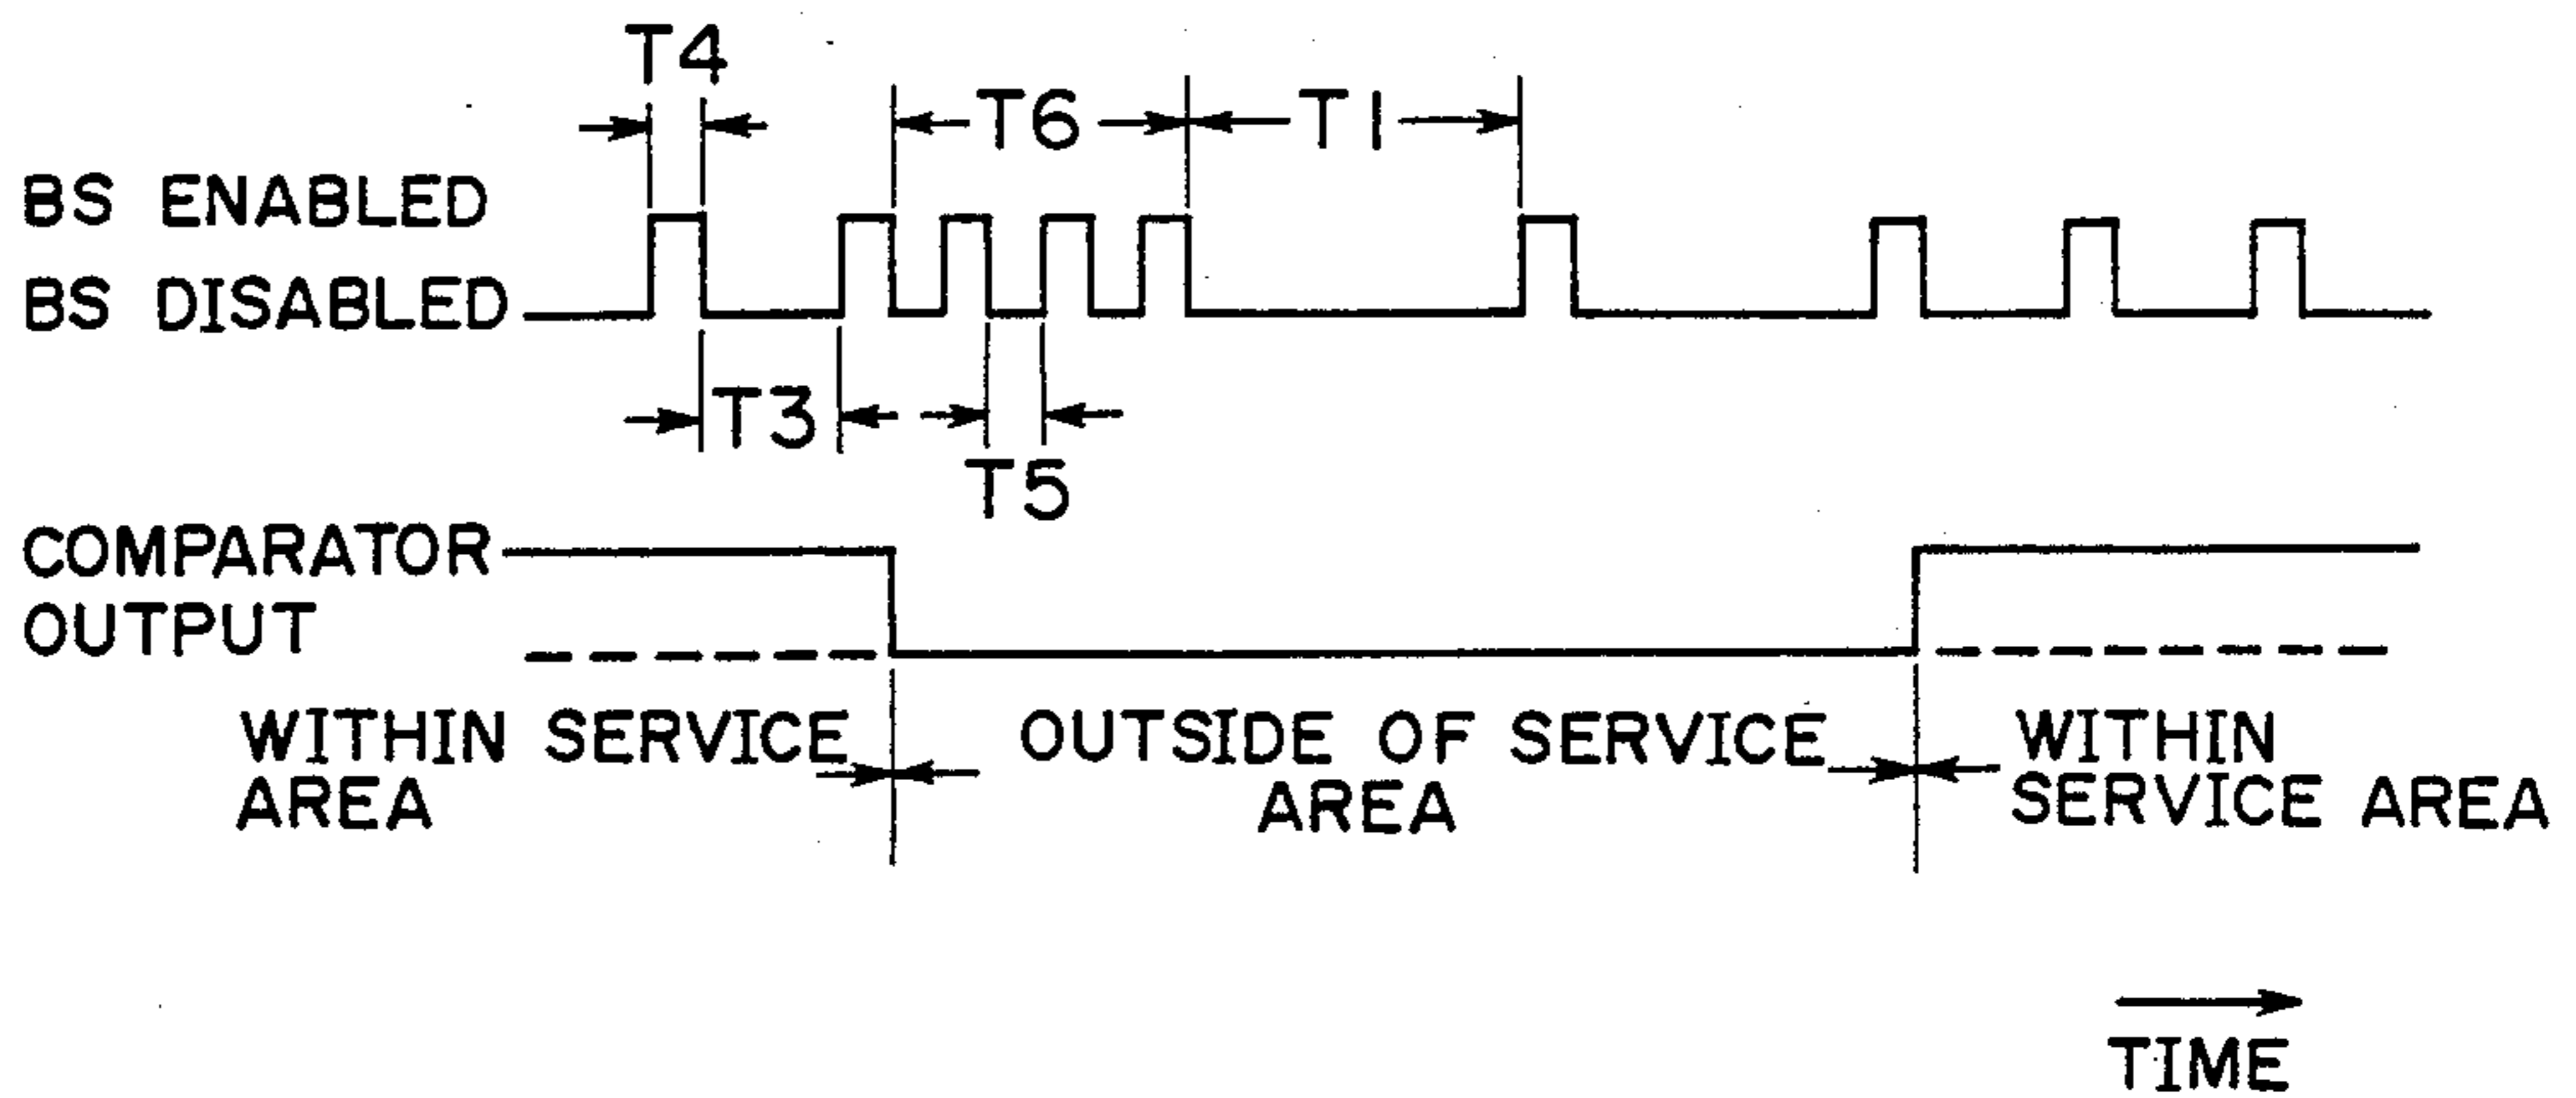 T4
T6
T1
BS ENABLED
BS DISABLED
T3
T5
COMPARATOR
OUTPUT
WITHIN SERVICE
AREA
OUTSIDE OF SERVICE
AREA
WITHIN
SERVICE AREA
TIME